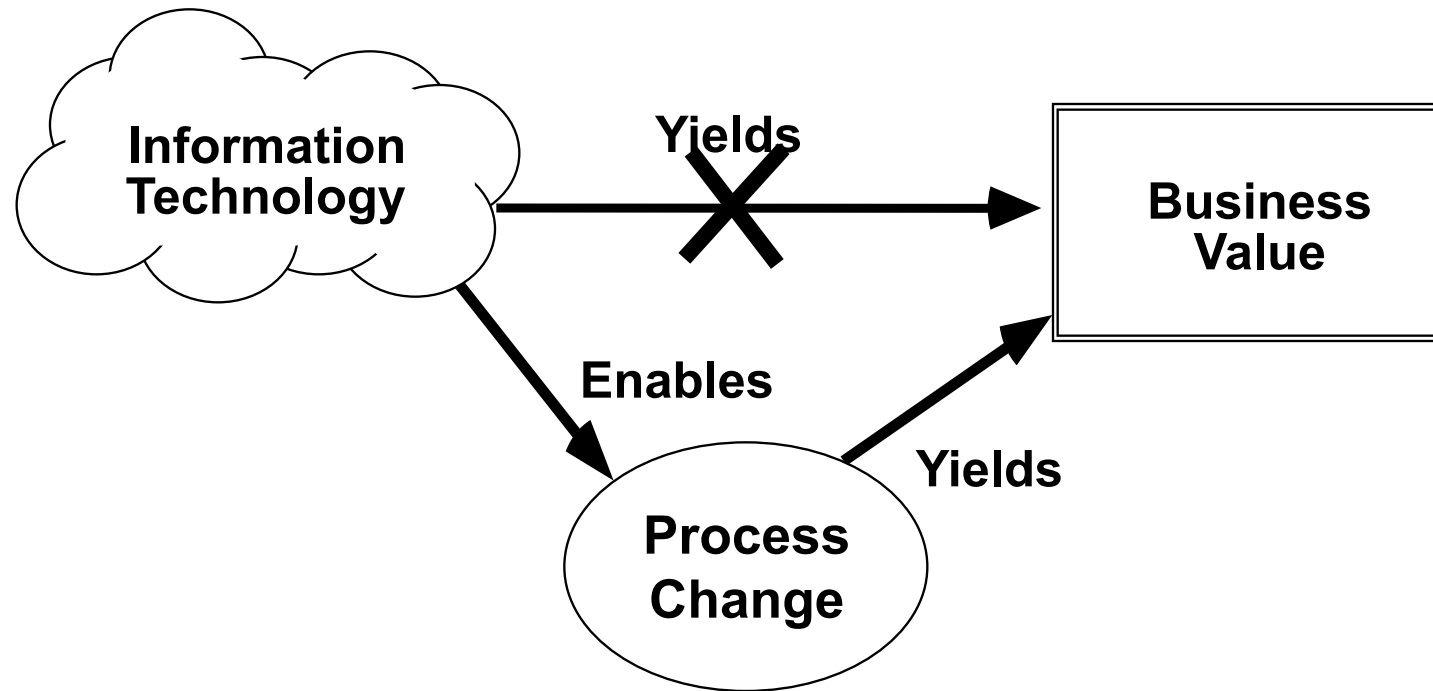 Yields
Information
Technology
Business
Value
Enables
Yields
Process
Change